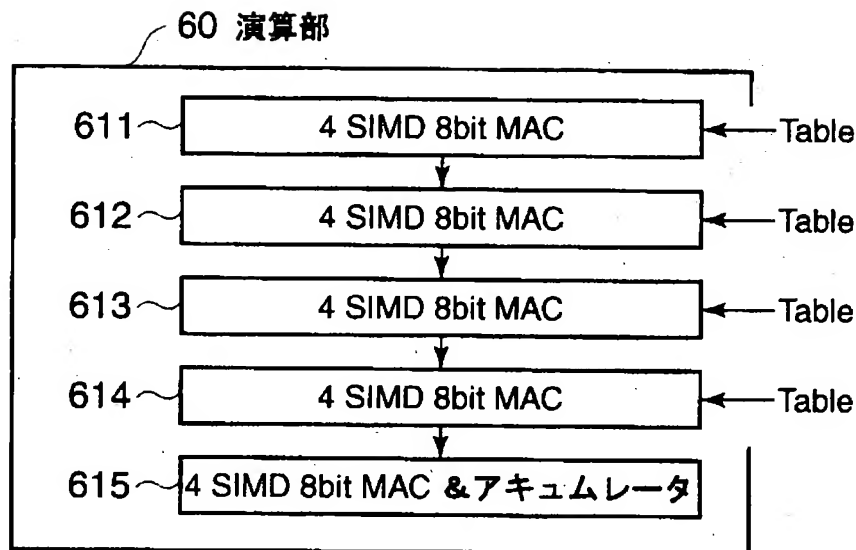 60 演算部
611 4 SIMD 8bit MAC Table
612 4 SIMD 8bit MAC Table
613 4 SIMD 8bit MAC Table
614 4 SIMD 8bit MAC Table
615 4 SIMD 8bit MAC &アキュムレータ